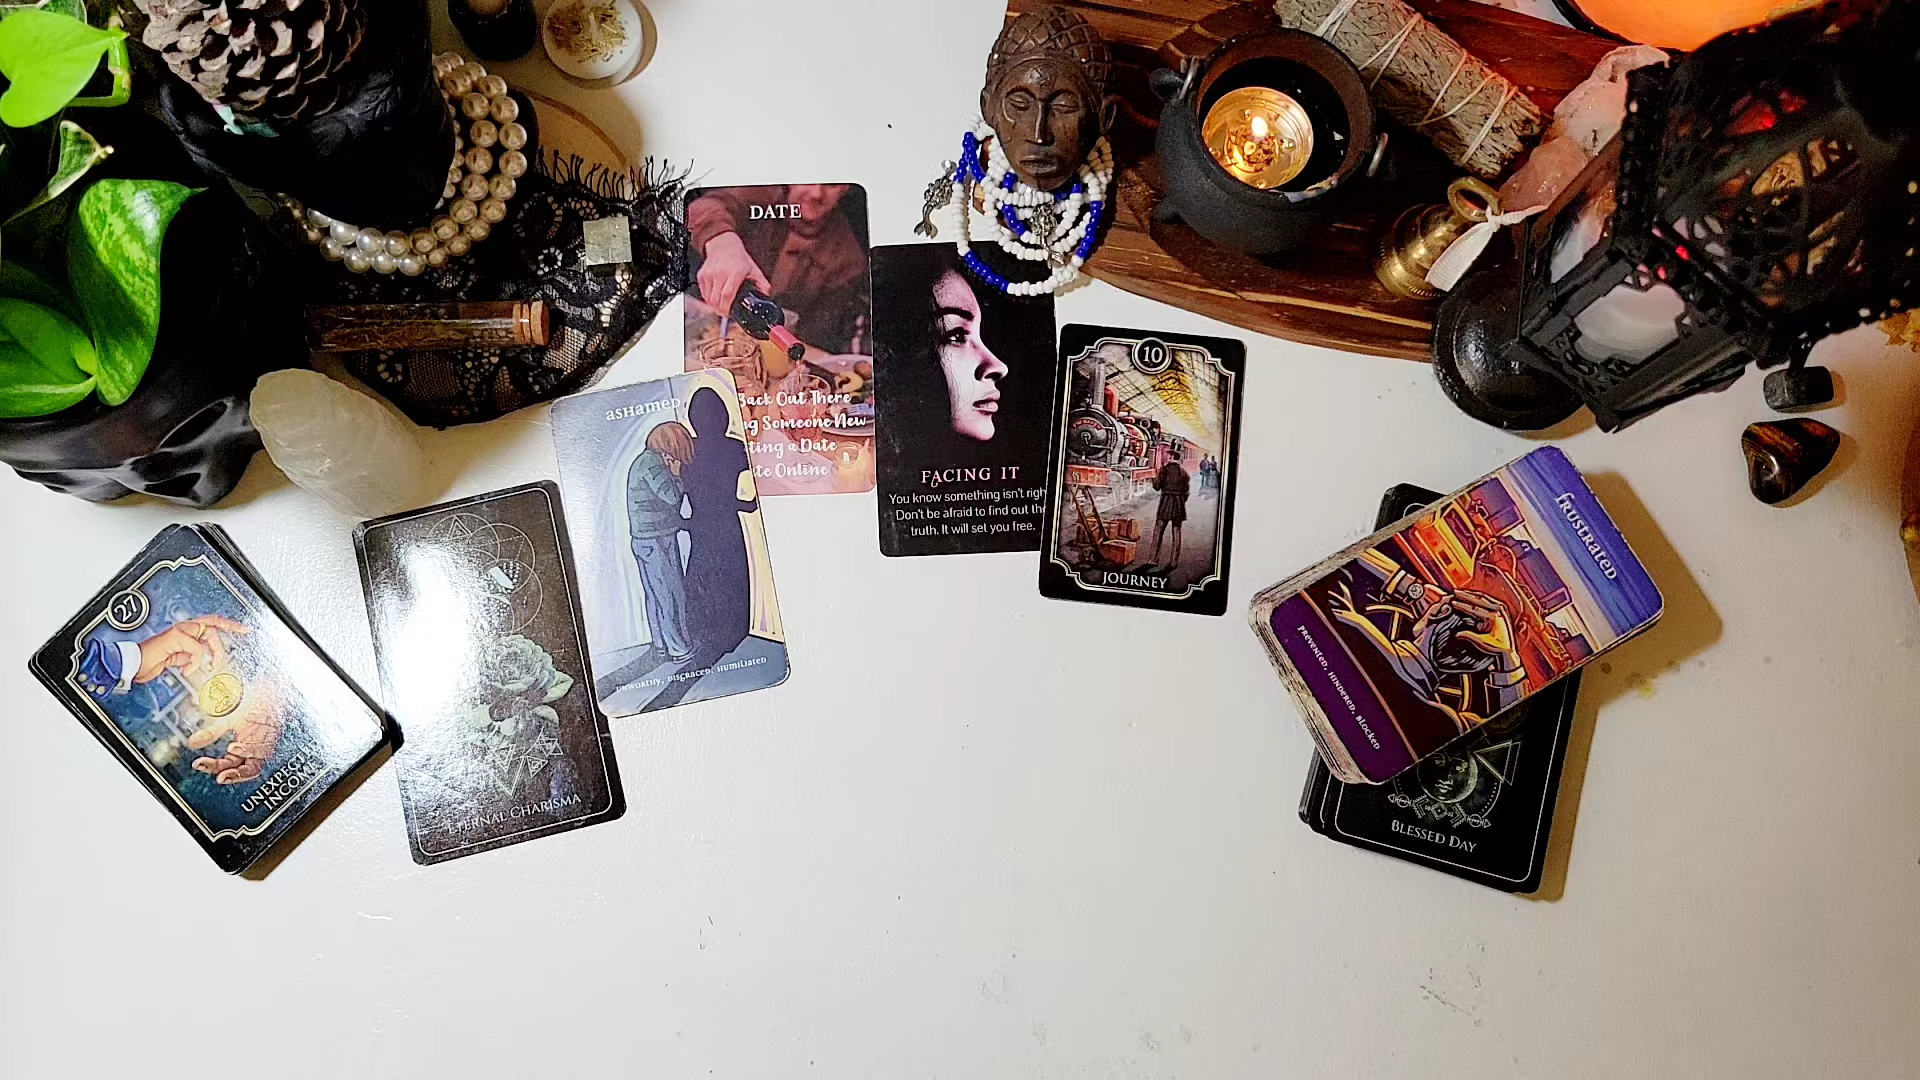 DATE
Back Out There
Someone New
a Date
Online
FACING IT
You know something isn't
Don't be afraid to find out
truth. It will set you free.
10
JOURNEY
ashamed
unworthy, disgraced, humiliated
ETERNAL CHARISMA
27
UNEXPECTED
INCOME
frustrated
prevented, hindered, blocked
BLESSED DAY